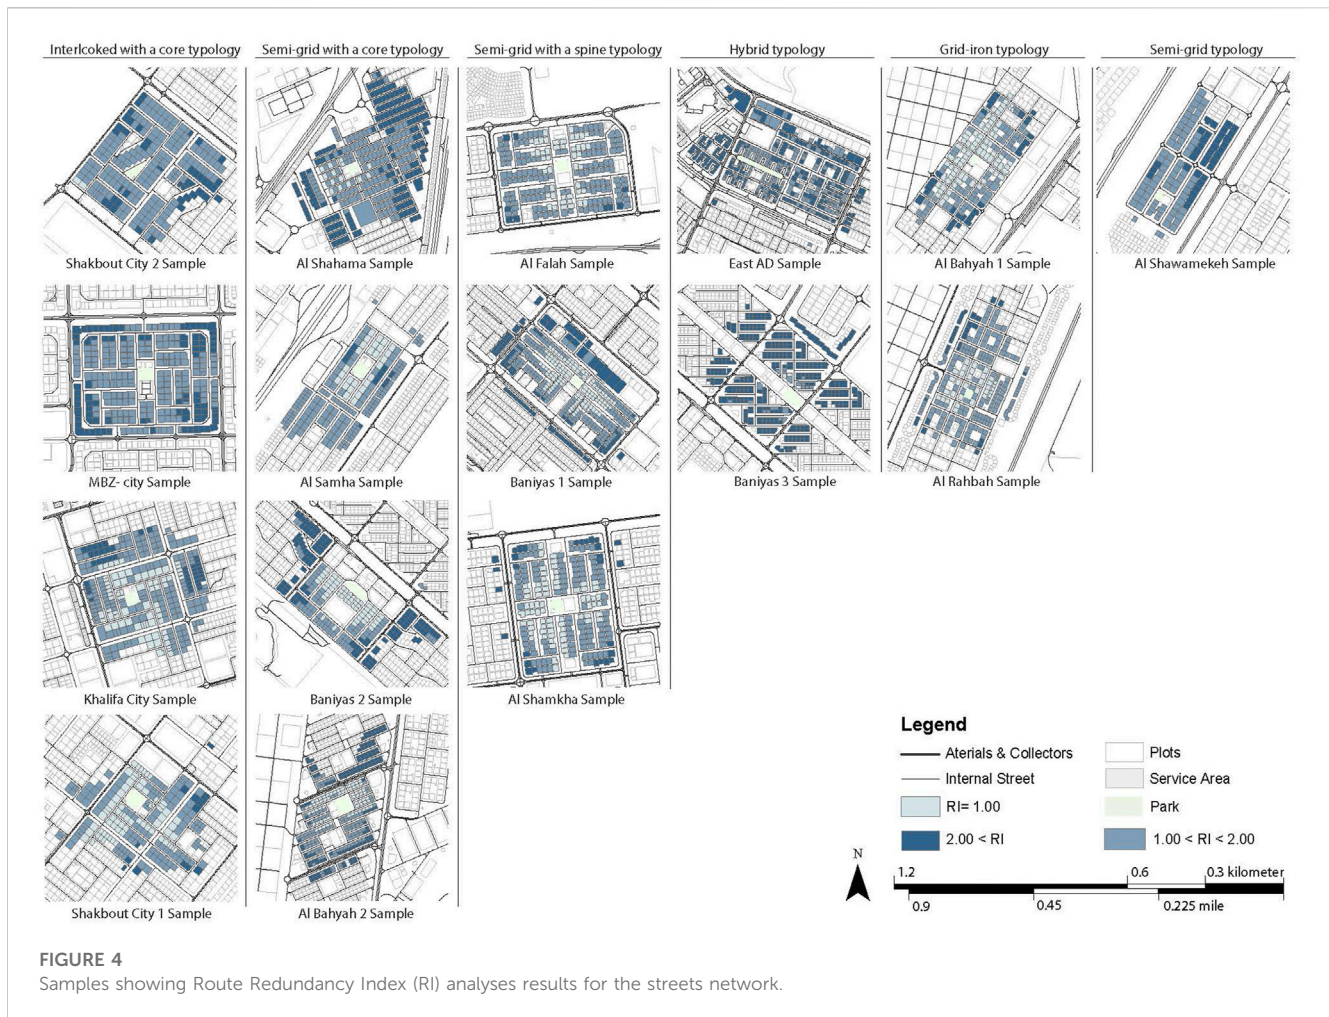 Interlcoked with a core typology
Semi-grid with a core typology
Semi-grid with a spine typology
Hybrid typology
Grid-iron typology
Semi-grid typology
Shakbout City 2 Sample
Al Shahama Sample
Al Falah Sample
East AD Sample
Al Bahyah 1 Sample
Al Shawamekeh Sample
MBZ- city Sample
Al Samha Sample
Baniyas 1 Sample
Baniyas 3 Sample
Al Rahbah Sample
Khalifa City Sample
Baniyas 2 Sample
Al Shamkha Sample
Shakbout City 1 Sample
Al Bahyah 2 Sample
Legend
Aterials & Collectors
Plots
Internal Street
Service Area
RI= 1.00
Park
2.00 < RI
1.00 < RI < 2.00
N
1.2
0.6
0.3 kilometer
0.9
0.45
0.225 mile
FIGURE 4
Samples showing Route Redundancy Index (RI) analyses results for the streets network.